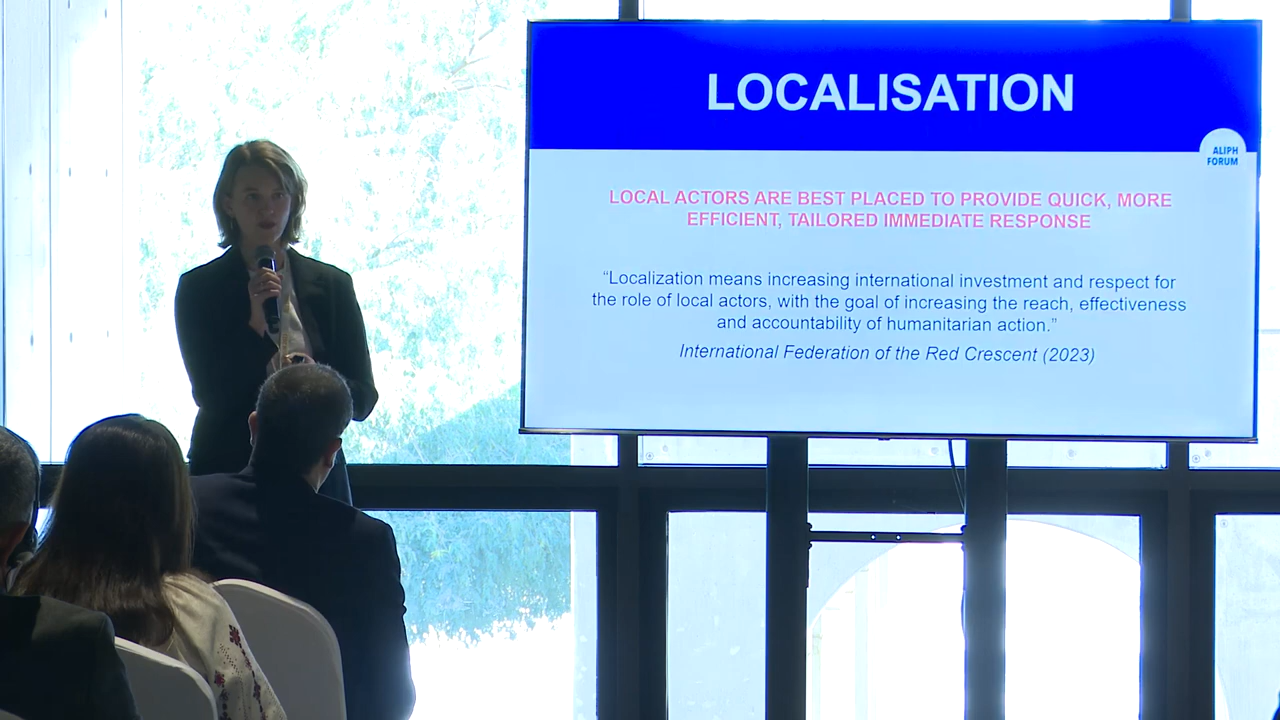 LOCALISATION
ALIPH
FORUM
LOCAL ACTORS ARE BEST PLACED TO PROVIDE QUICK, MORE
EFFICIENT, TAILORED IMMEDIATE RESPONSE
“Localization means increasing international investment and respect for
the role of local actors, with the goal of increasing the reach, effectiveness
and accountability of humanitarian action.”
International Federation of the Red Crescent (2023)